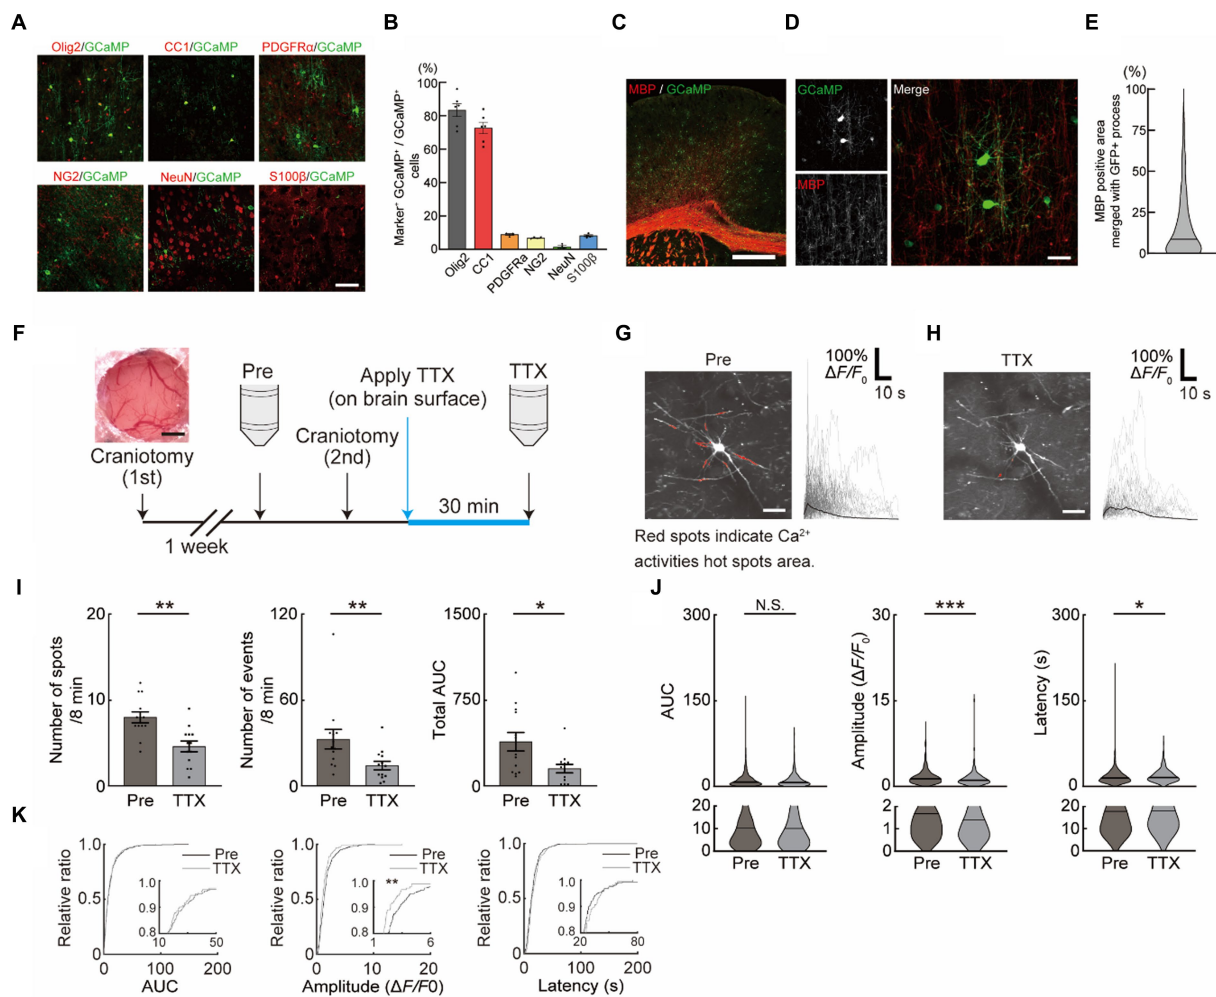 A
Olig2/GCaMP
CC1/GCaMP
PDGFRα/GCaMP
NG2/GCaMP
NeuN/GCaMP
S100β/GCaMP
B
(%)
Marker⁺ GCaMP⁺ / GCaMP⁺
cells
100
80
60
40
20
0
Olig2
CC1
PDGFRa
NG2
NeuN
S100β
C
MBP / GCaMP
D
GCaMP
MBP
Merge
E
(%)
MBP positive area
merged with GFP+ process
100
75
50
25
0
F
Craniotomy
(1st)
1 week
Pre
Craniotomy
(2nd)
Apply TTX
(on brain surface)
30 min
TTX
G
Pre
100%
ΔF/F₀
10 s
Red spots indicate Ca²⁺
activities hot spots area.
H
TTX
100%
ΔF/F₀
10 s
I
Number of spots
/8 min
20
10
0
**
Pre TTX
Number of events
/8 min
120
60
0
**
Pre TTX
Total AUC
1500
750
0
*
Pre TTX
J
AUC
300
150
0
N.S.
20
10
0
Pre TTX
Amplitude (ΔF/F₀)
30
15
0
***
2
1
0
Pre TTX
Latency (s)
300
150
0
*
20
10
0
Pre TTX
K
Relative ratio
1.0
0.5
0
Pre
TTX
1.0
0.9
0.8
10 50
0 100 200
AUC
Relative ratio
1.0
0.5
0
Pre
TTX
**
1.0
0.9
0.8
1 6
0 10 20
Amplitude (ΔF/F0)
Relative ratio
1.0
0.5
0
Pre
TTX
1.0
0.9
0.8
20 80
0 100 200
Latency (s)